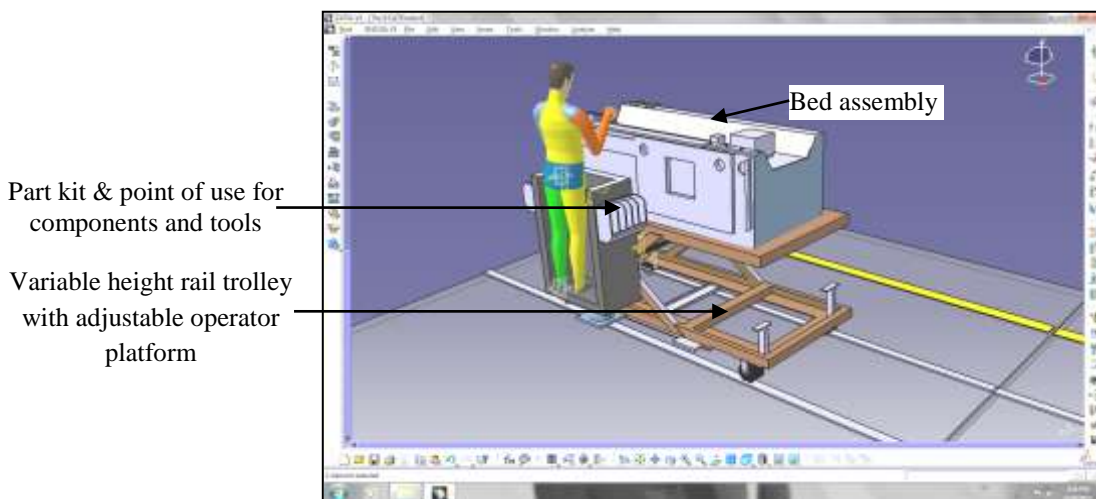 Bed assembly
Part kit & point of use for
components and tools
Variable height rail trolley
with adjustable operator
platform